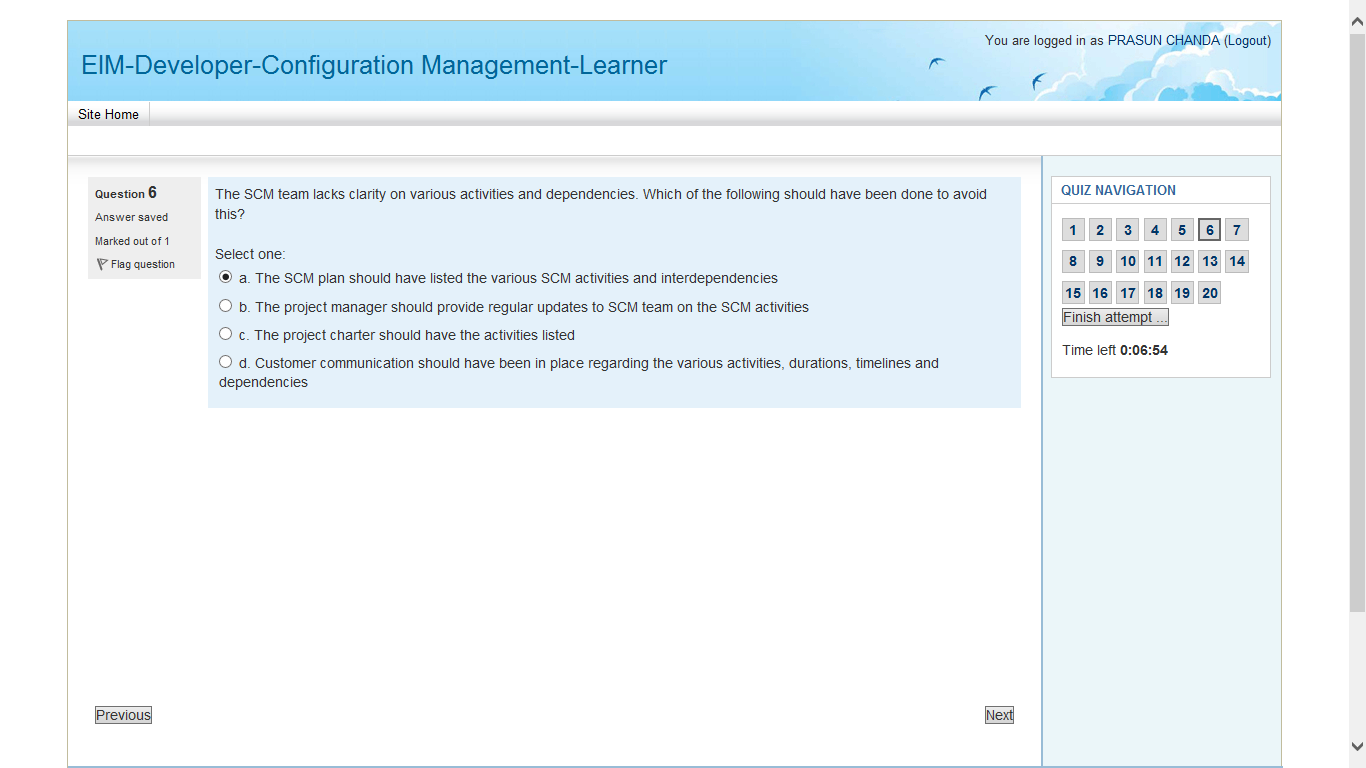 You are logged in as PRASUN CHANDA (Logout)
EIM-Developer-Configuration Management-Learner
Site Home
Question 6
Answer saved
Marked out of 1
Flag question
The SCM team lacks clarity on various activities and dependencies. Which of the following should have been done to avoid
this?
Select one:
a. The SCM plan should have listed the various SCM activities and interdependencies
b. The project manager should provide regular updates to SCM team on the SCM activities
c. The project charter should have the activities listed
d. Customer communication should have been in place regarding the various activities, durations, timelines and
dependencies
Previous
Next
QUIZ NAVIGATION
1 2 3 4 5 6 7
8 9 10 11 12 13 14
15 16 17 18 19 20
Finish attempt ...
Time left 0:06:54